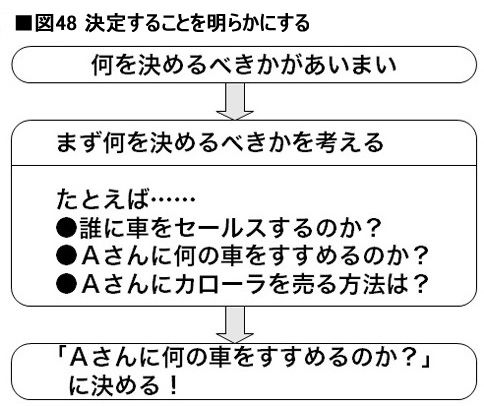 ■図48 決定することを明らかにする
何を決めるべきかがあいまい
まず何を決めるべきかを考える
たとえば……
●誰に車をセールスするのか？
●Ａさんに何の車をすすめるのか？
●Ａさんにカローラを売る方法は？
「Ａさんに何の車をすすめるのか？」
に決める！